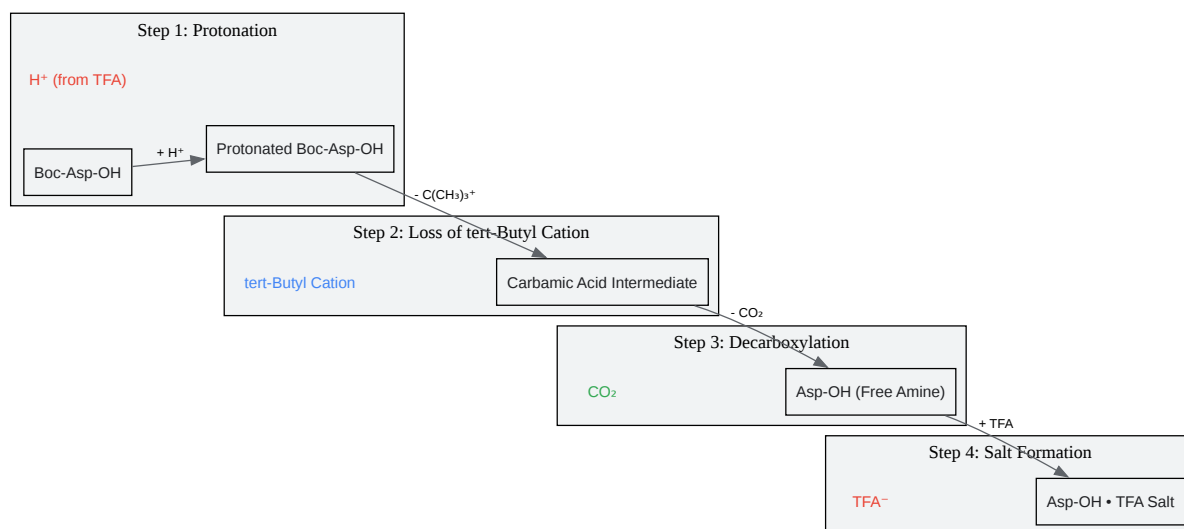 Step 1: Protonation
H⁺ (from TFA)
Boc-Asp-OH
+ H⁺
Protonated Boc-Asp-OH
- C(CH₃)₃⁺
Step 2: Loss of tert-Butyl Cation
tert-Butyl Cation
Carbamic Acid Intermediate
- CO₂
Step 3: Decarboxylation
CO₂
Asp-OH (Free Amine)
+ TFA
Step 4: Salt Formation
TFA⁻
Asp-OH • TFA Salt